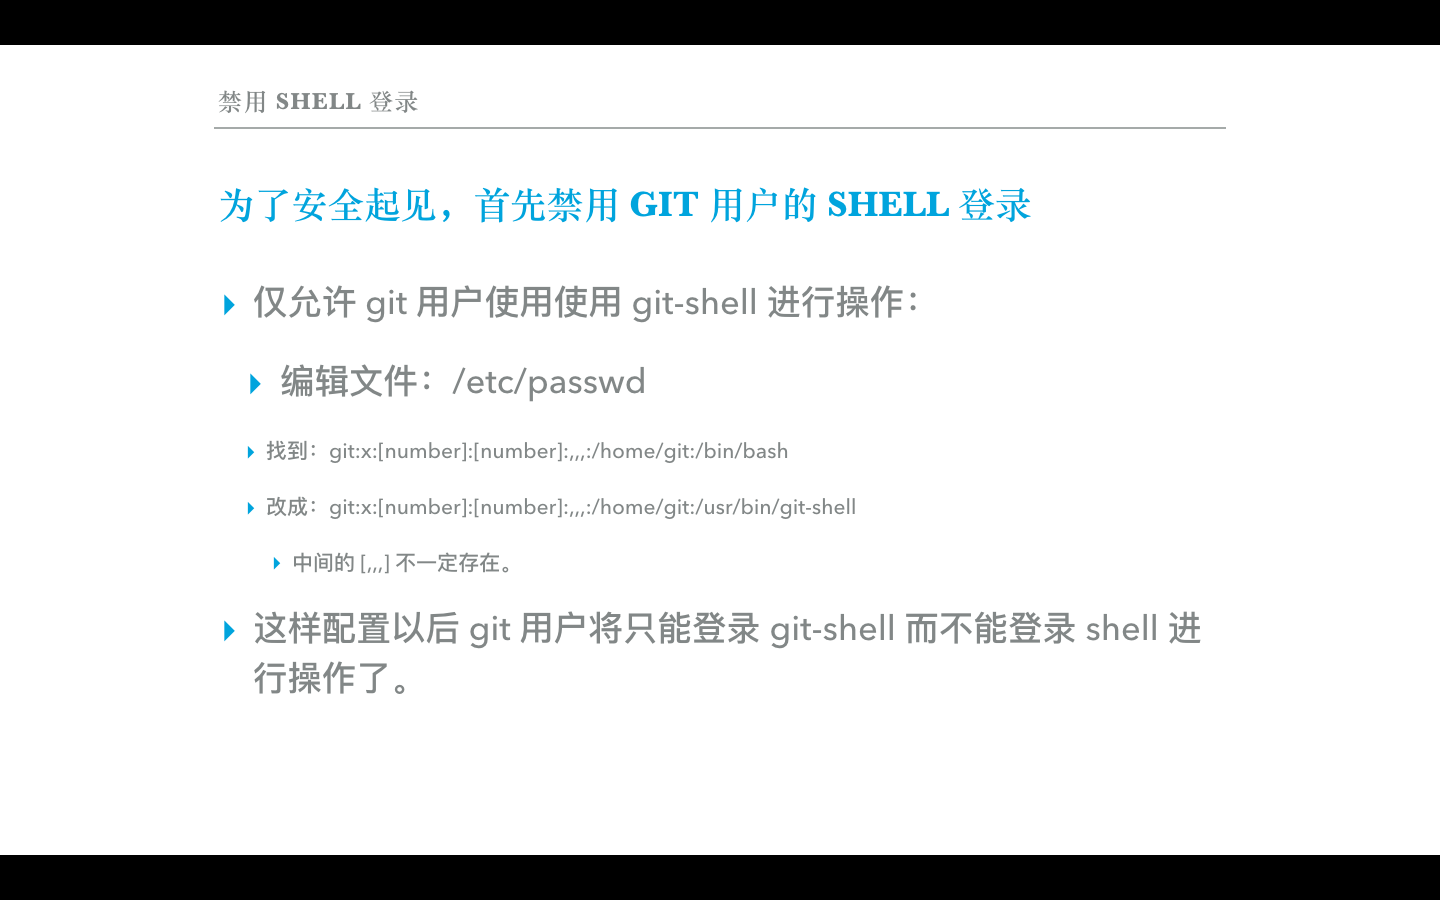 禁用 SHELL 登录
为了安全起见，首先禁用 GIT 用户的 SHELL 登录
仅允许 git 用户使用使用 git-shell 进行操作：
编辑文件：/etc/passwd
找到：git:x:[number]:[number]:,,,:/home/git:/bin/bash
改成：git:x:[number]:[number]:,,,:/home/git:/usr/bin/git-shell
中间的 [,,,] 不一定存在。
这样配置以后 git 用户将只能登录 git-shell 而不能登录 shell 进
行操作了。